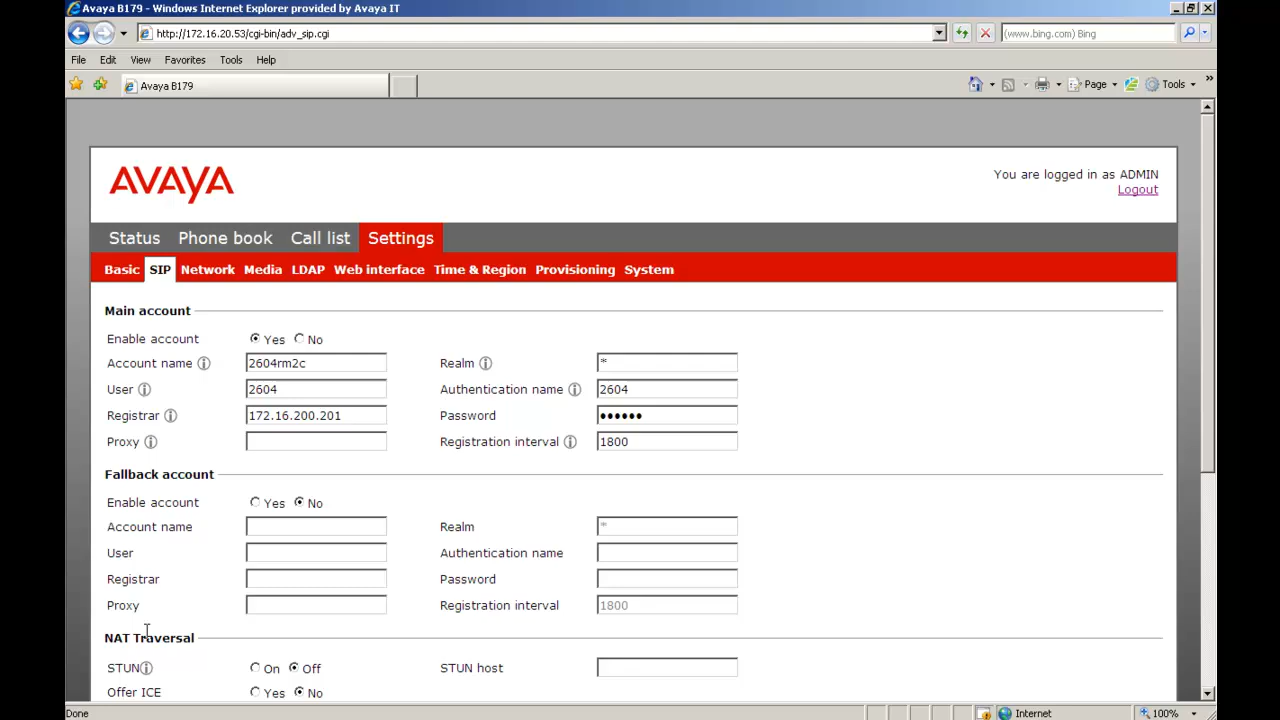 Avaya B179 - Windows Internet Explorer provided by Avaya IT
http://172.16.20.53/cgi-bin/adv_sip.cgi
(www.bing.com) Bing
File Edit View Favorites Tools Help
Avaya B179
Page Tools »
AVAYA
You are logged in as ADMIN
Logout
Status Phone book Call list Settings
Basic SIP Network Media LDAP Web interface Time & Region Provisioning System
Main account
Enable account Yes No
Account name 2604rm2c Realm *
User 2604 Authentication name 2604
Registrar 172.16.200.201 Password ••••••
Proxy Registration interval 1800
Fallback account
Enable account Yes No
Account name Realm *
User Authentication name
Registrar Password
Proxy Registration interval 1800
NAT Traversal
STUN On Off STUN host
Offer ICE Yes No
Done Internet 100%